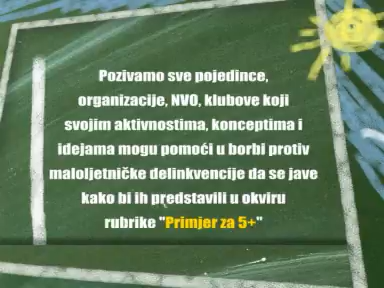 Pozivamo sve pojedince,
organizacije, NVO, klubove koji
svojim aktivnostima, konceptima i
idejama mogu pomoći u borbi protiv
maloljetničke delinkvencije da se jave
kako bi ih predstavili u okviru
rubrike "Primjer za 5+"